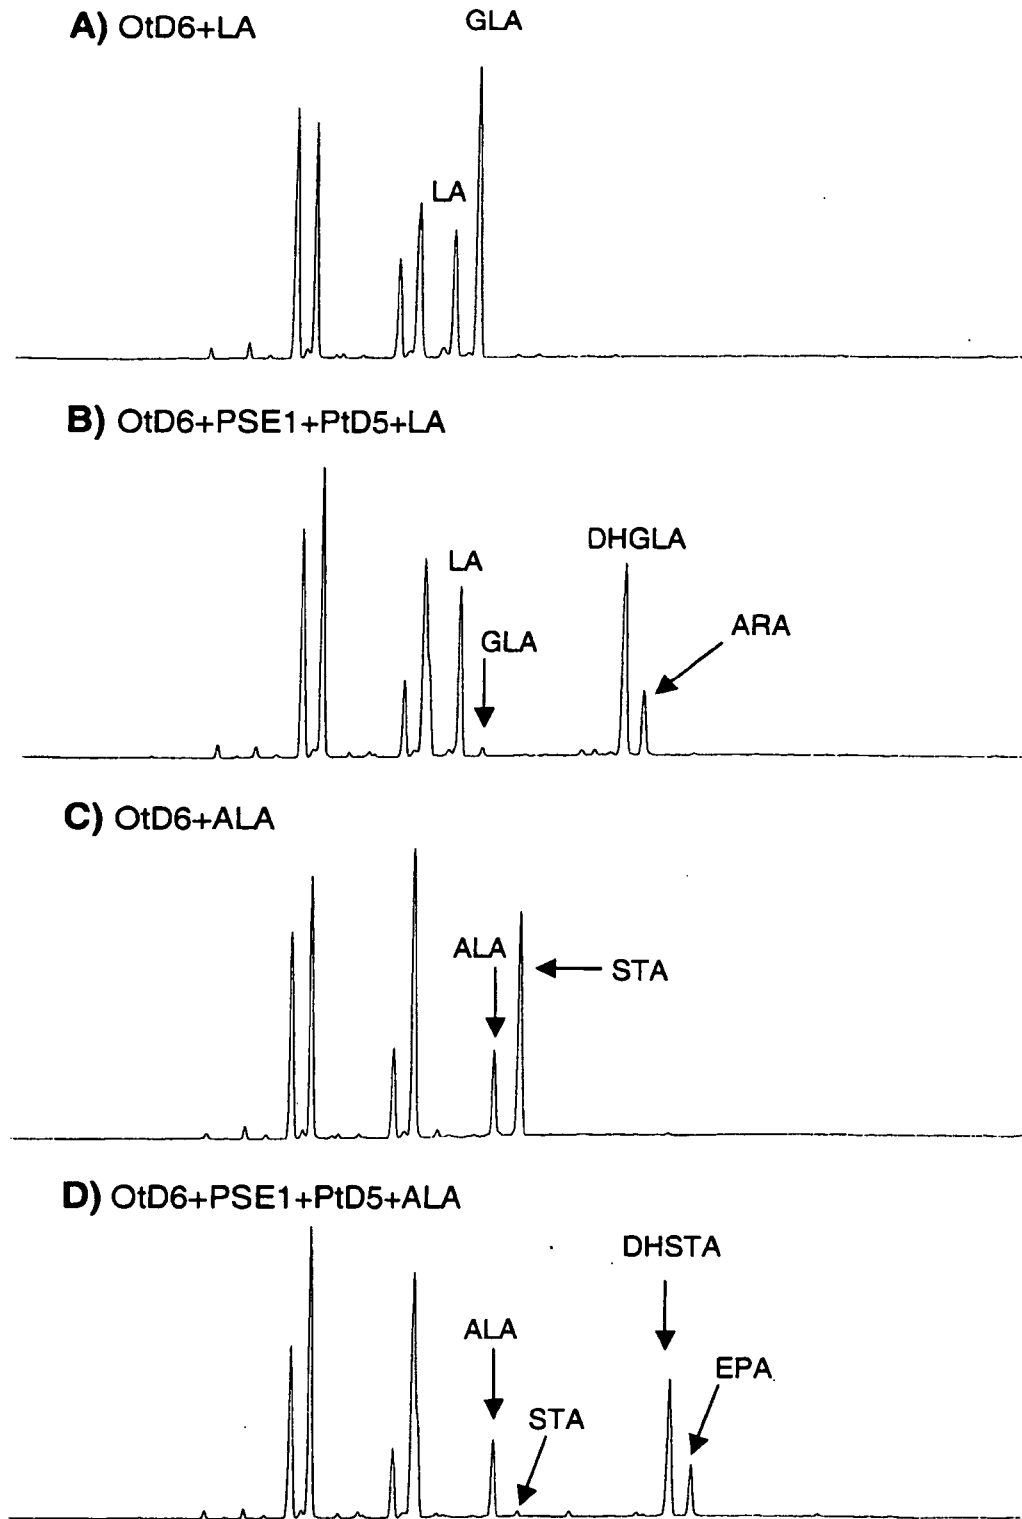 A) OtD6+LA
GLA
LA
B) OtD6+PSE1+PtD5+LA
LA
GLA
DHGLA
ARA
C) OtD6+ALA
ALA
STA
D) OtD6+PSE1+PtD5+ALA
DHSTA
ALA
EPA
STA